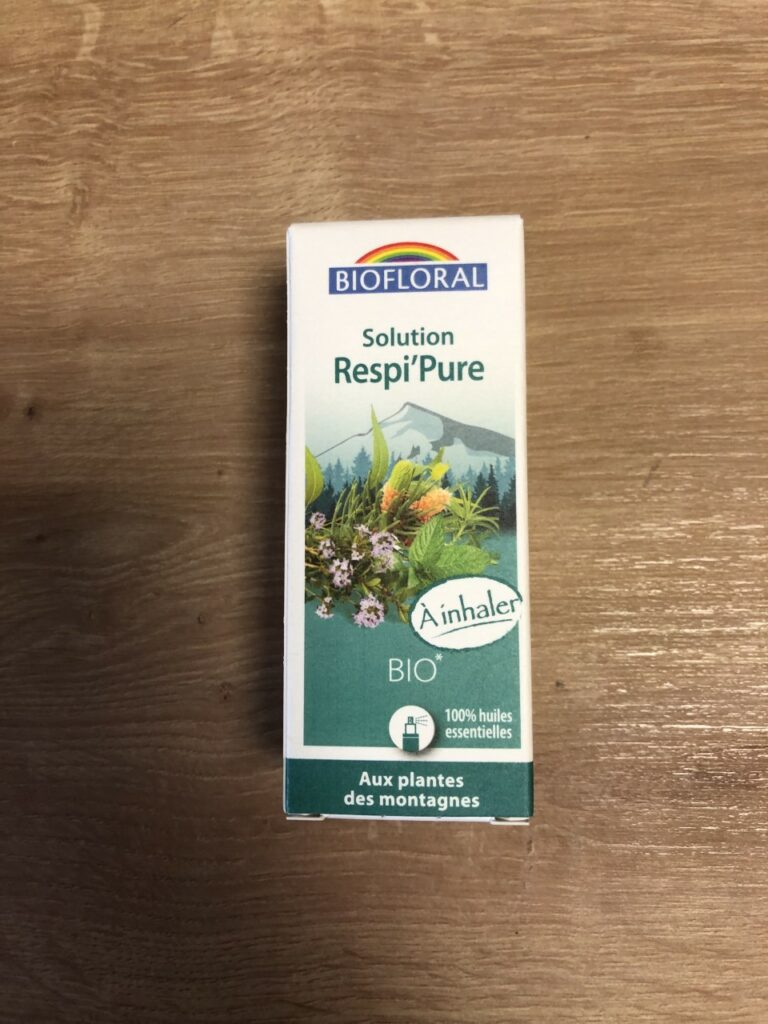 BIOFLORAL
Solution
Respi'Pure
À inhaler
BIO*
100% huiles
essentielles
Aux plantes
des montagnes